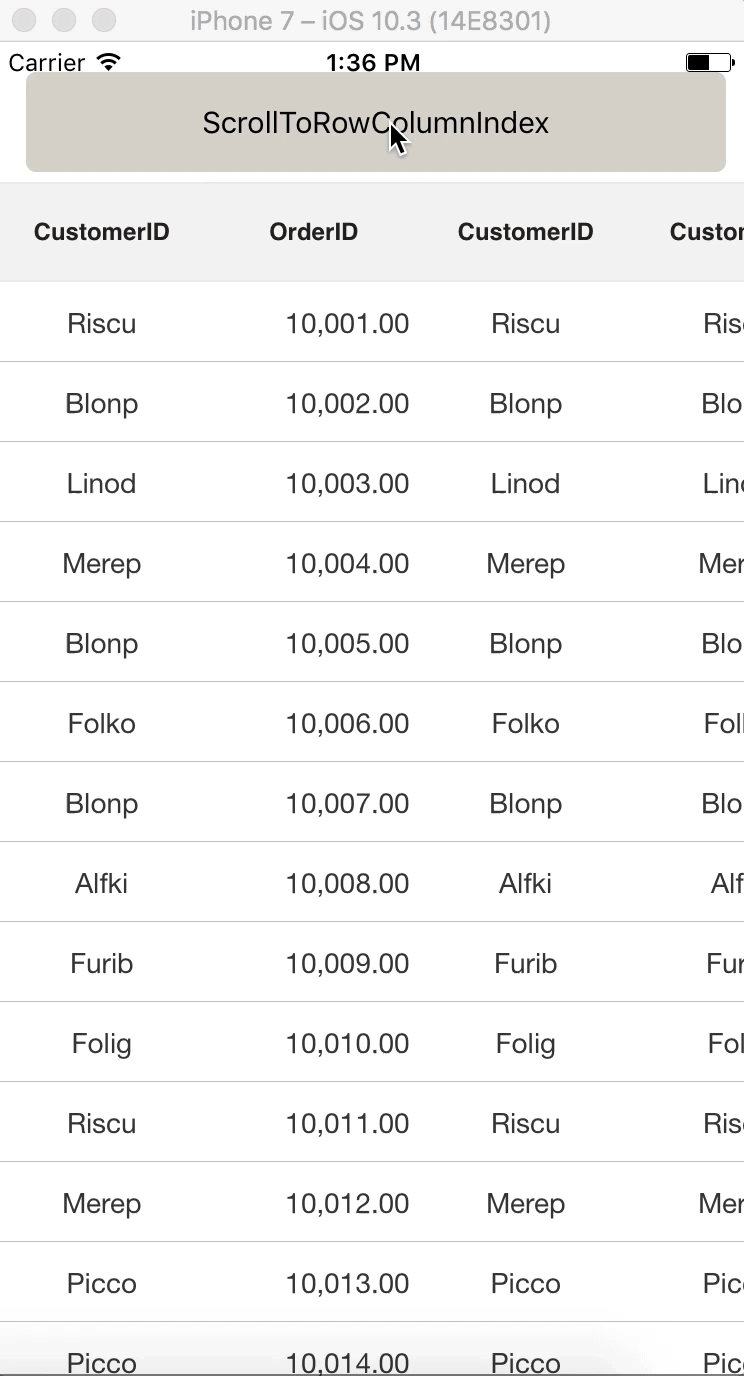 iPhone 7 – iOS 10.3 (14E8301)
Carrier 1:36 PM
ScrollToRowColumnIndex
CustomerID OrderID CustomerID Custor
Riscu 10,001.00 Riscu Ris
Blonp 10,002.00 Blonp Blo
Linod 10,003.00 Linod Lin
Merep 10,004.00 Merep Mer
Blonp 10,005.00 Blonp Blo
Folko 10,006.00 Folko Fol
Blonp 10,007.00 Blonp Blo
Alfki 10,008.00 Alfki Alf
Furib 10,009.00 Furib Fur
Folig 10,010.00 Folig Fol
Riscu 10,011.00 Riscu Ris
Merep 10,012.00 Merep Mer
Picco 10,013.00 Picco Pic
Picco 10,014.00 Picco Pic